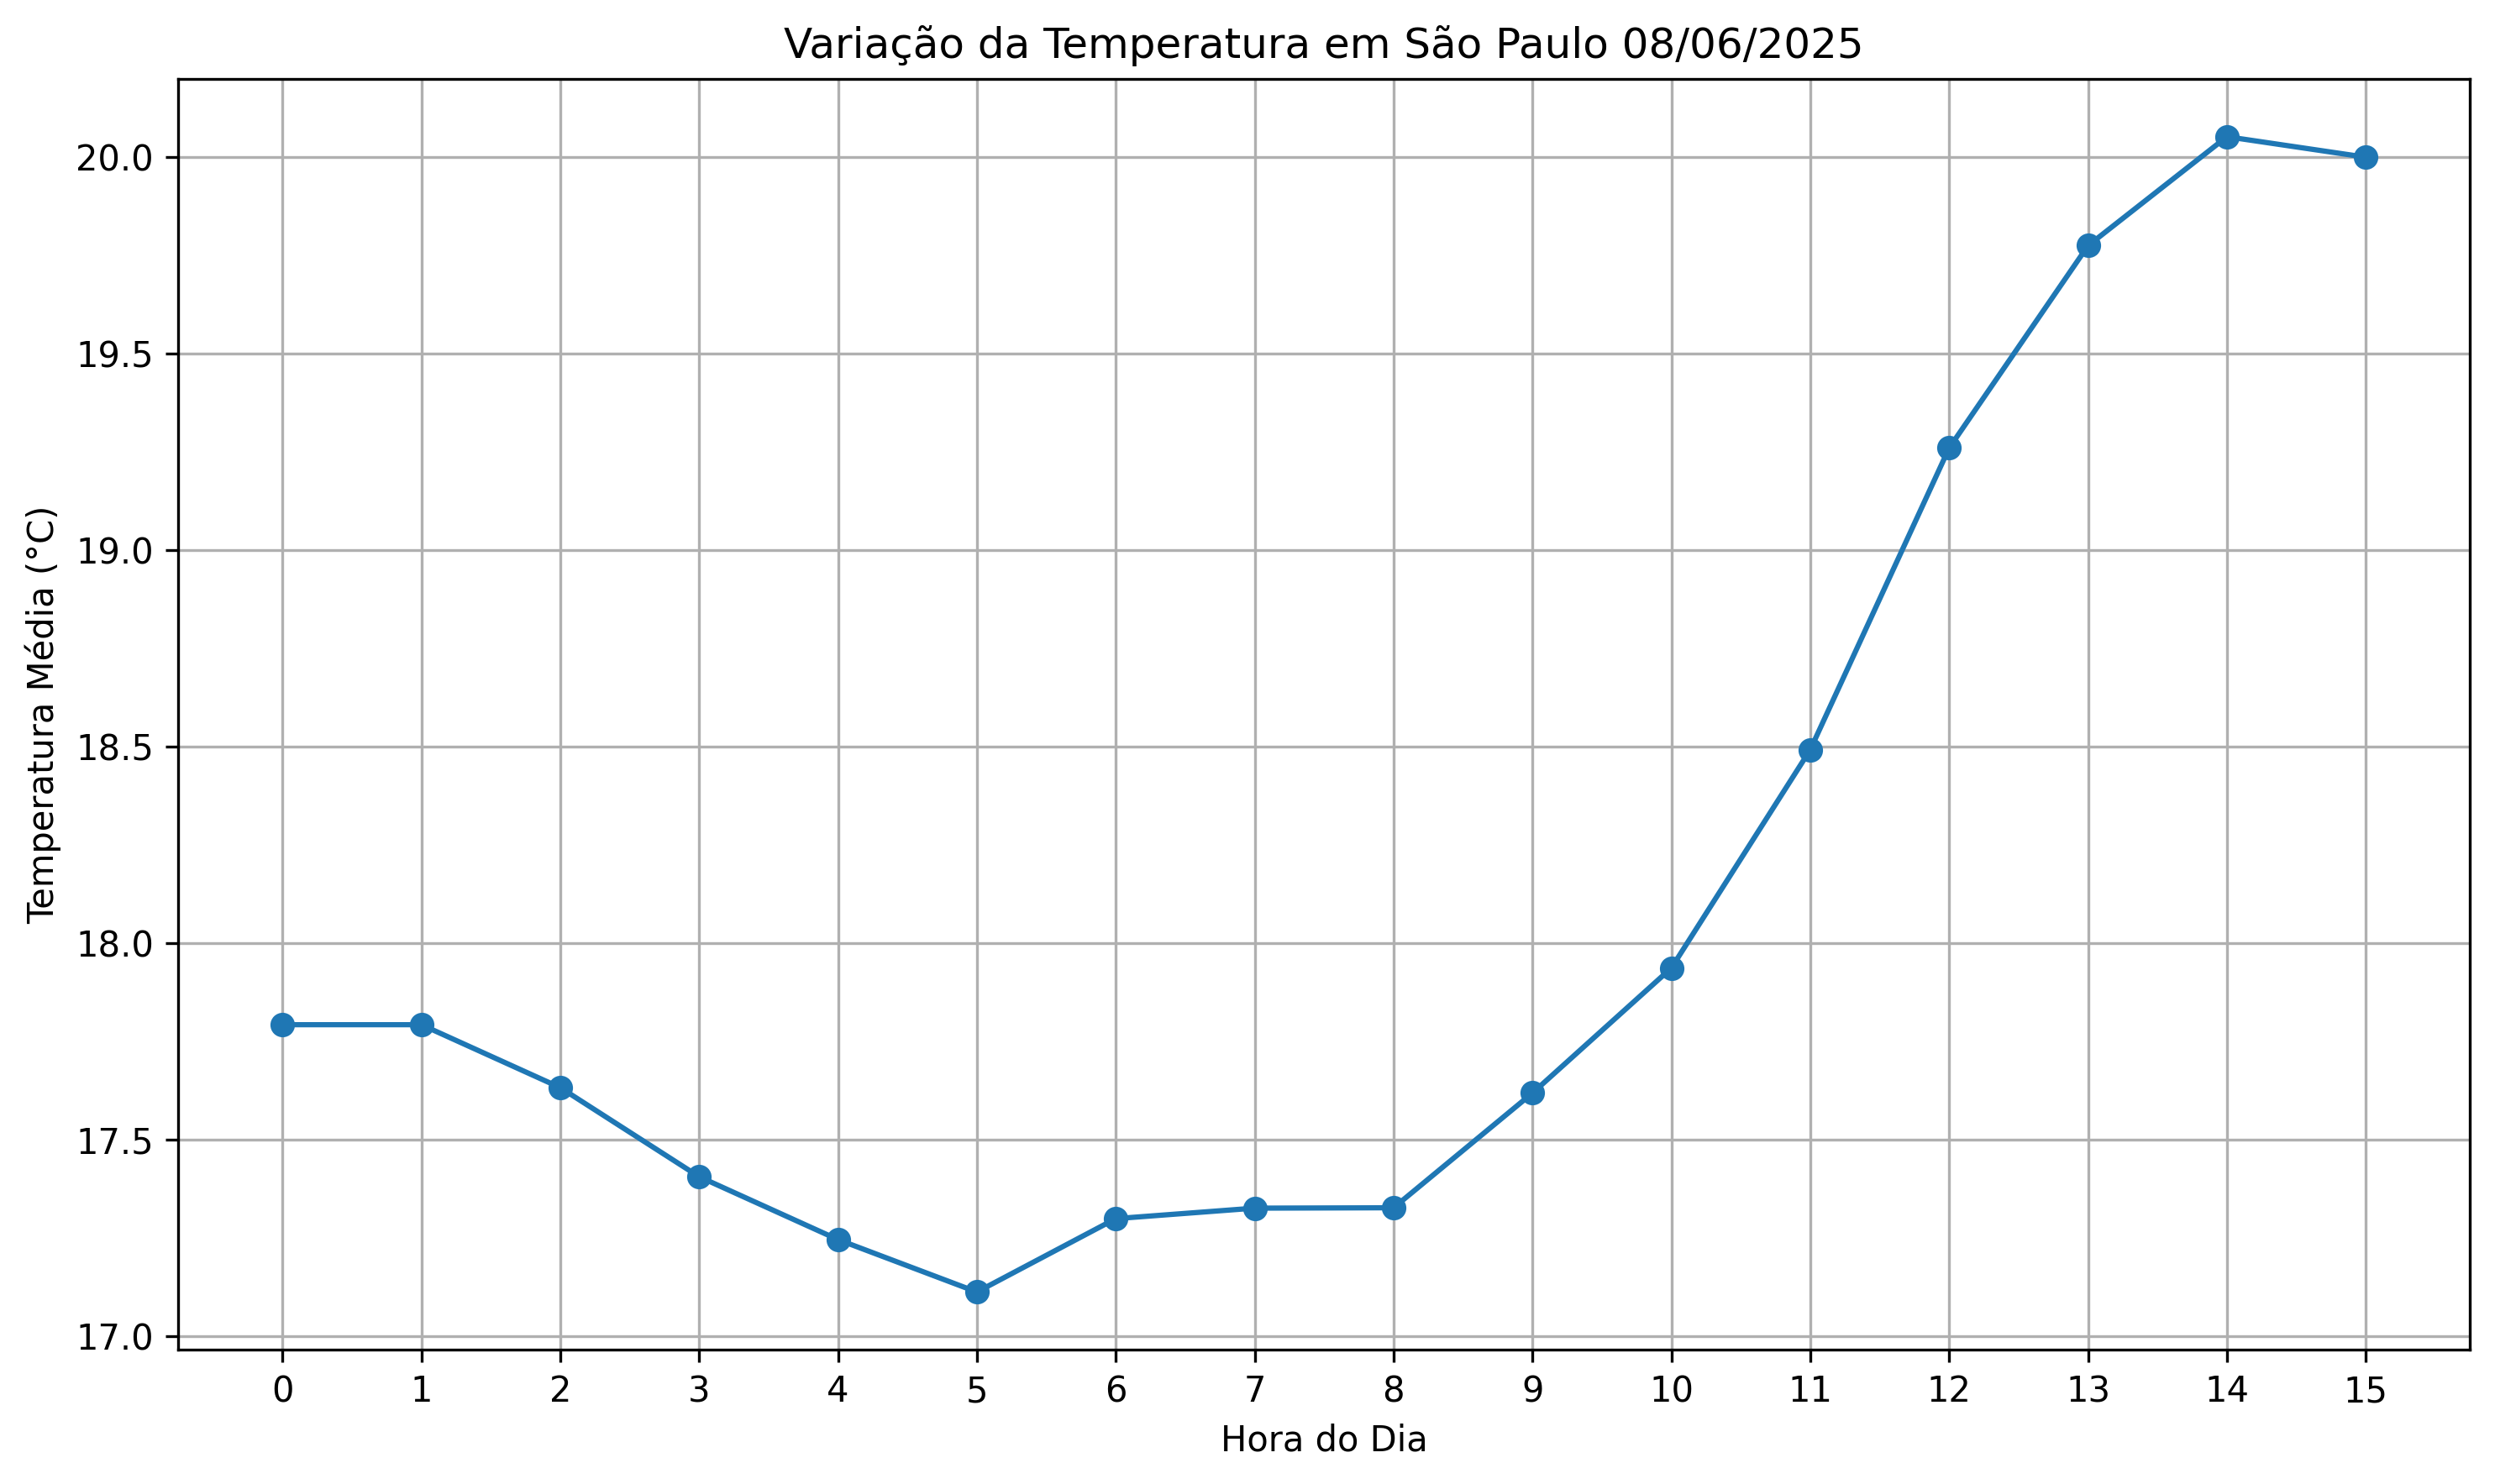 Variação da Temperatura em São Paulo 08/06/2025
Temperatura Média (°C)
20.0
19.5
19.0
18.5
18.0
17.5
17.0
0 1 2 3 4 5 6 7 8 9 10 11 12 13 14 15
Hora do Dia